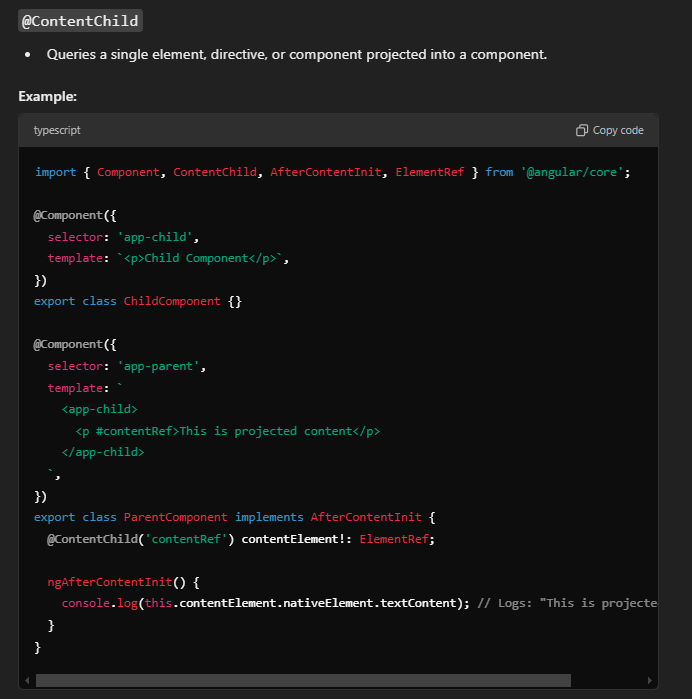 @ContentChild
• Queries a single element, directive, or component projected into a component.
Example:
typescript
Copy code
import { Component, ContentChild, AfterContentInit, ElementRef } from '@angular/core';
@Component({
  selector: 'app-child',
  template: `<p>Child Component</p>`,
})
export class ChildComponent {}
@Component({
  selector: 'app-parent',
  template: `
    <app-child>
      <p #contentRef>This is projected content</p>
    </app-child>
  `,
})
export class ParentComponent implements AfterContentInit {
  @ContentChild('contentRef') contentElement!: ElementRef;
  ngAfterContentInit() {
    console.log(this.contentElement.nativeElement.textContent); // Logs: "This is projecte
  }
}